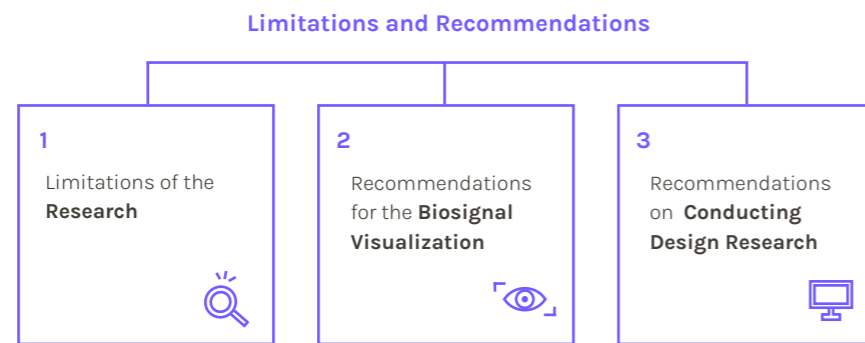 Limitations and Recommendations
1
Limitations of the
Research
2
Recommendations
for the Biosignal
Visualization
3
Recommendations
on Conducting
Design Research